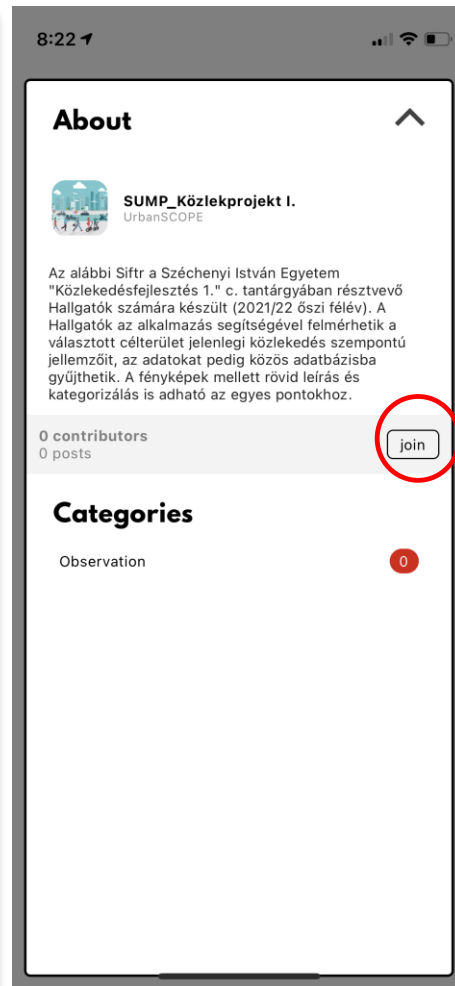 8:22
About
SUMP_Közlekprojekt I.
UrbanSCOPE
Az alábbi Siftr a Széchenyi István Egyetem
"Közlekedésfejlesztés 1." c. tantárgyában résztvevő
Hallgatók számára készült (2021/22 őszi félév). A
Hallgatók az alkalmazás segítségével felmérhetik a
választott célterület jelenlegi közlekedés szempontú
jellemzőit, az adatokat pedig közös adatbázisba
gyűjthetik. A fényképek mellett rövid leírás és
kategorizálás is adható az egyes pontokhoz.
0 contributors
0 posts
join
Categories
Observation
0